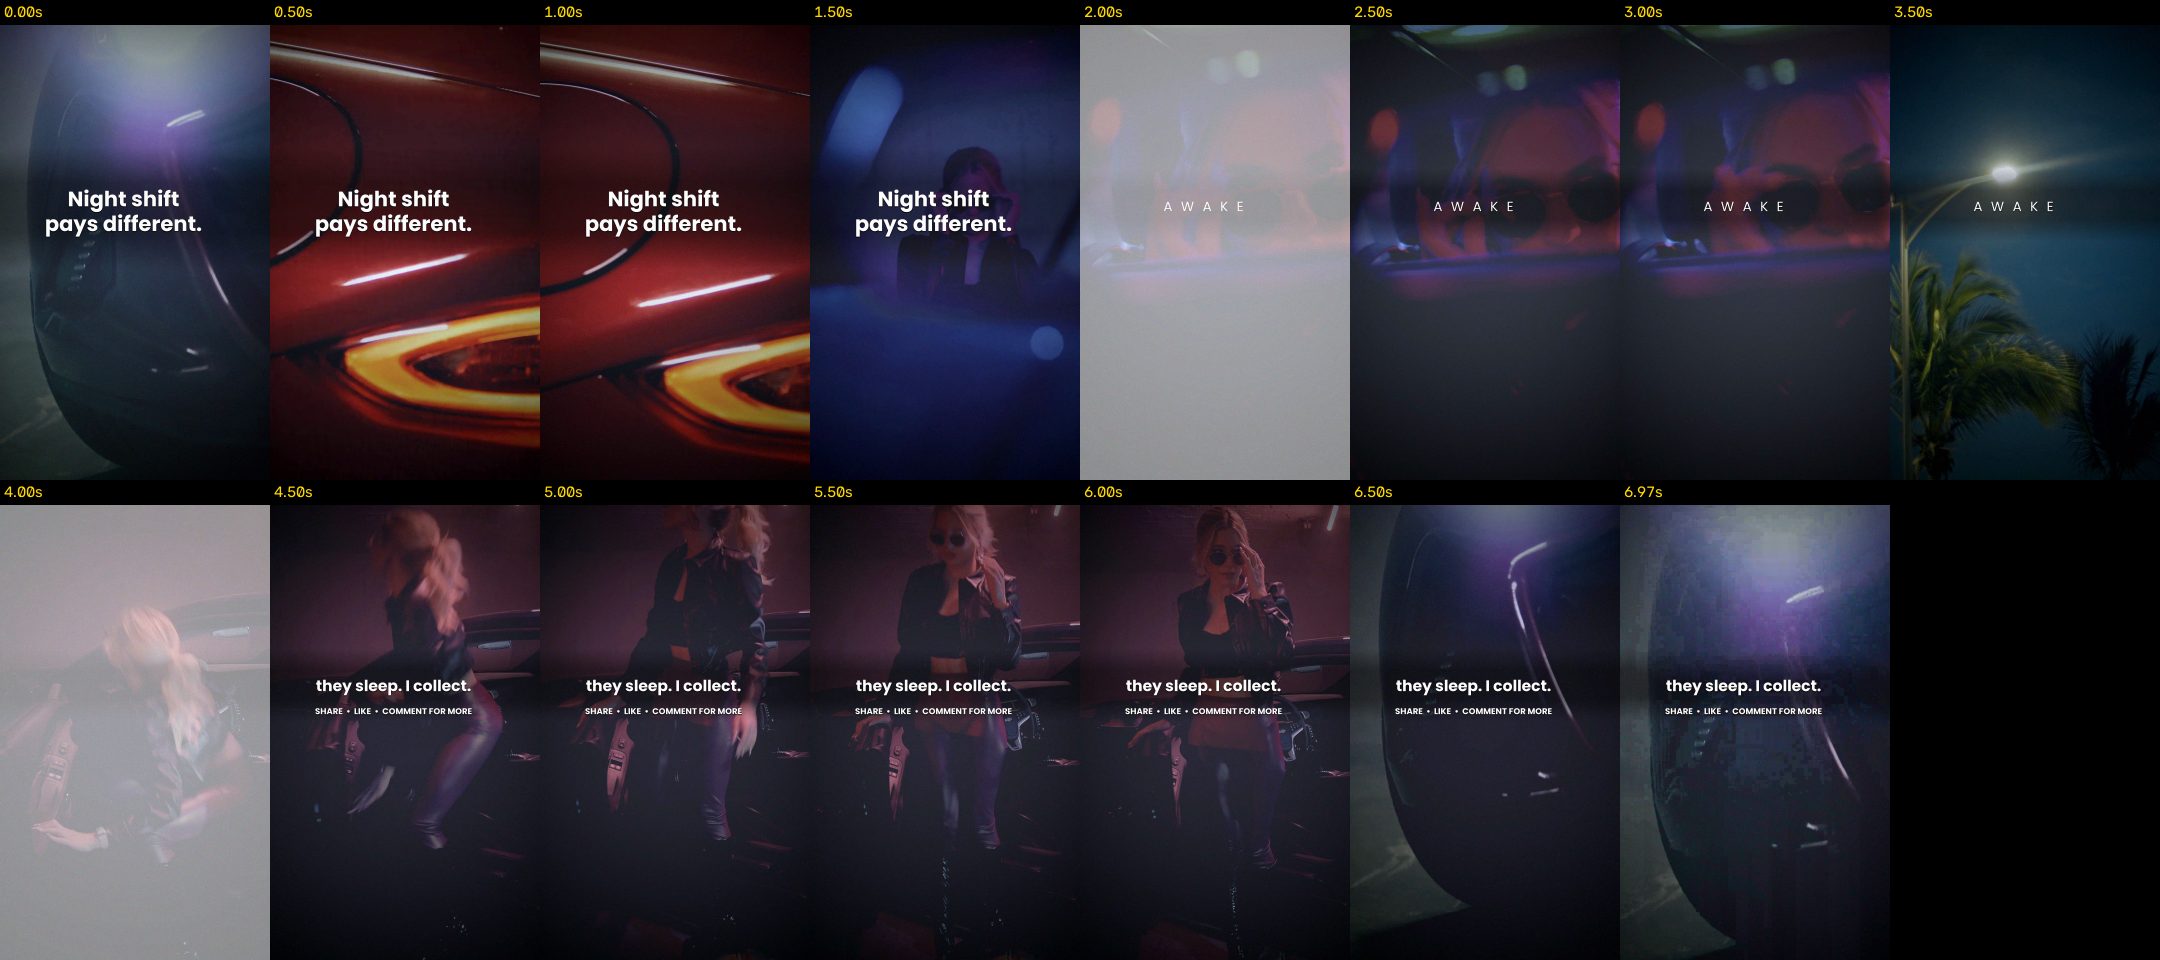 0.00s
0.50s
1.00s
1.50s
2.00s
2.50s
3.00s
3.50s
Night shift
pays different.
Night shift
pays different.
Night shift
pays different.
Night shift
pays different.
AWAKE
AWAKE
AWAKE
AWAKE
4.00s
4.50s
5.00s
5.50s
6.00s
6.50s
6.97s
they sleep. I collect.
SHARE • LIKE • COMMENT FOR MORE
they sleep. I collect.
SHARE • LIKE • COMMENT FOR MORE
they sleep. I collect.
SHARE • LIKE • COMMENT FOR MORE
they sleep. I collect.
SHARE • LIKE • COMMENT FOR MORE
they sleep. I collect.
SHARE • LIKE • COMMENT FOR MORE
they sleep. I collect.
SHARE • LIKE • COMMENT FOR MORE